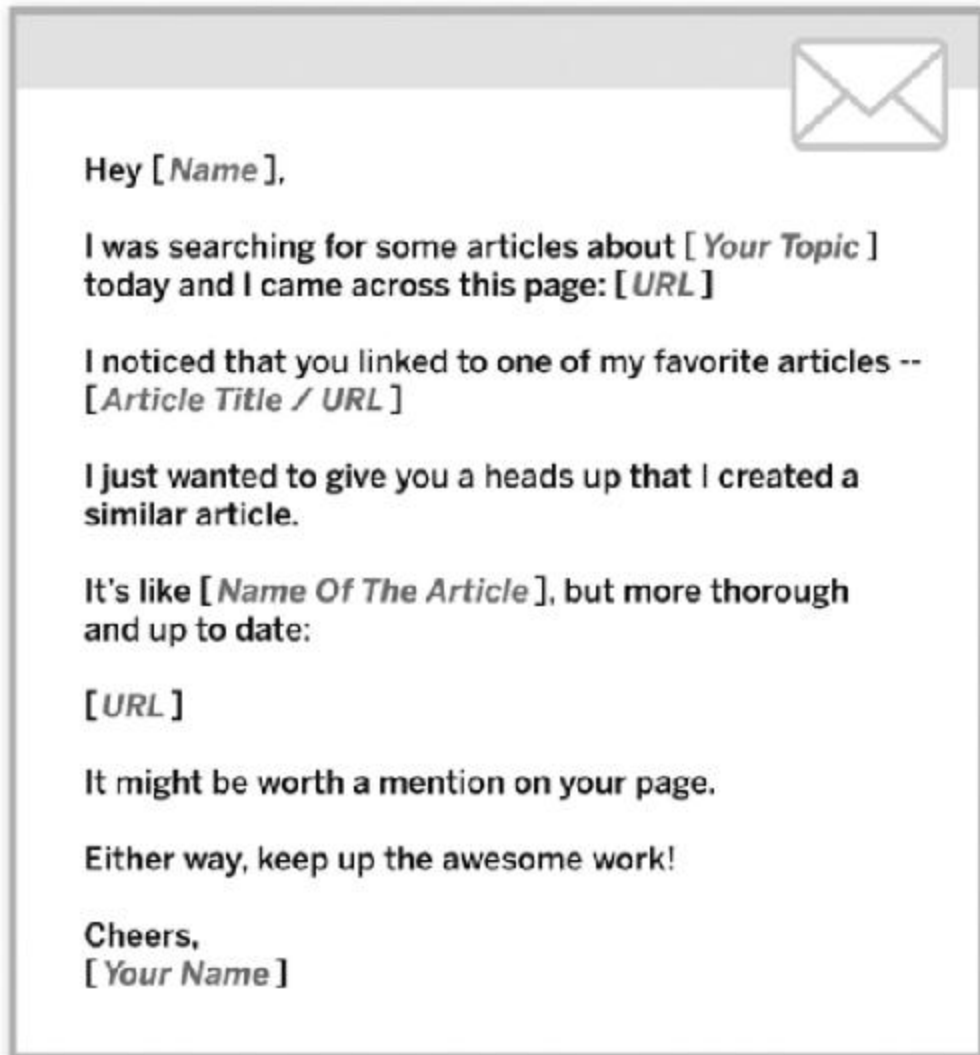 Hey [Name],
I was searching for some articles about [Your Topic]
today and I came across this page: [URL]
I noticed that you linked to one of my favorite articles --
[Article Title / URL]
I just wanted to give you a heads up that I created a
similar article.
It's like [Name Of The Article], but more thorough
and up to date:
[URL]
It might be worth a mention on your page.
Either way, keep up the awesome work!
Cheers,
[Your Name]